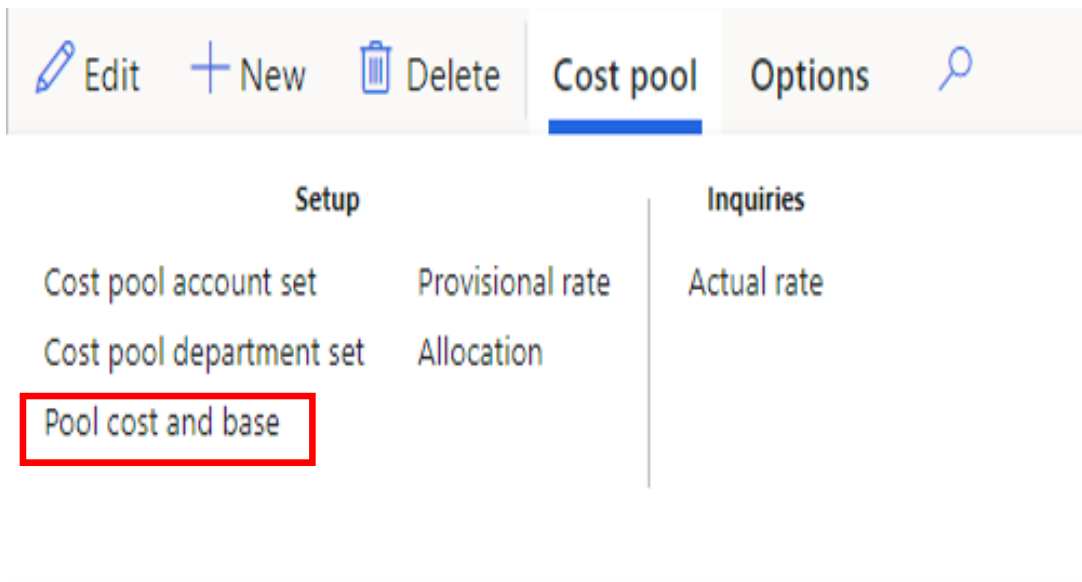 Edit New Delete Cost pool Options
Setup Inquiries
Cost pool account set Provisional rate Actual rate
Cost pool department set Allocation
Pool cost and base